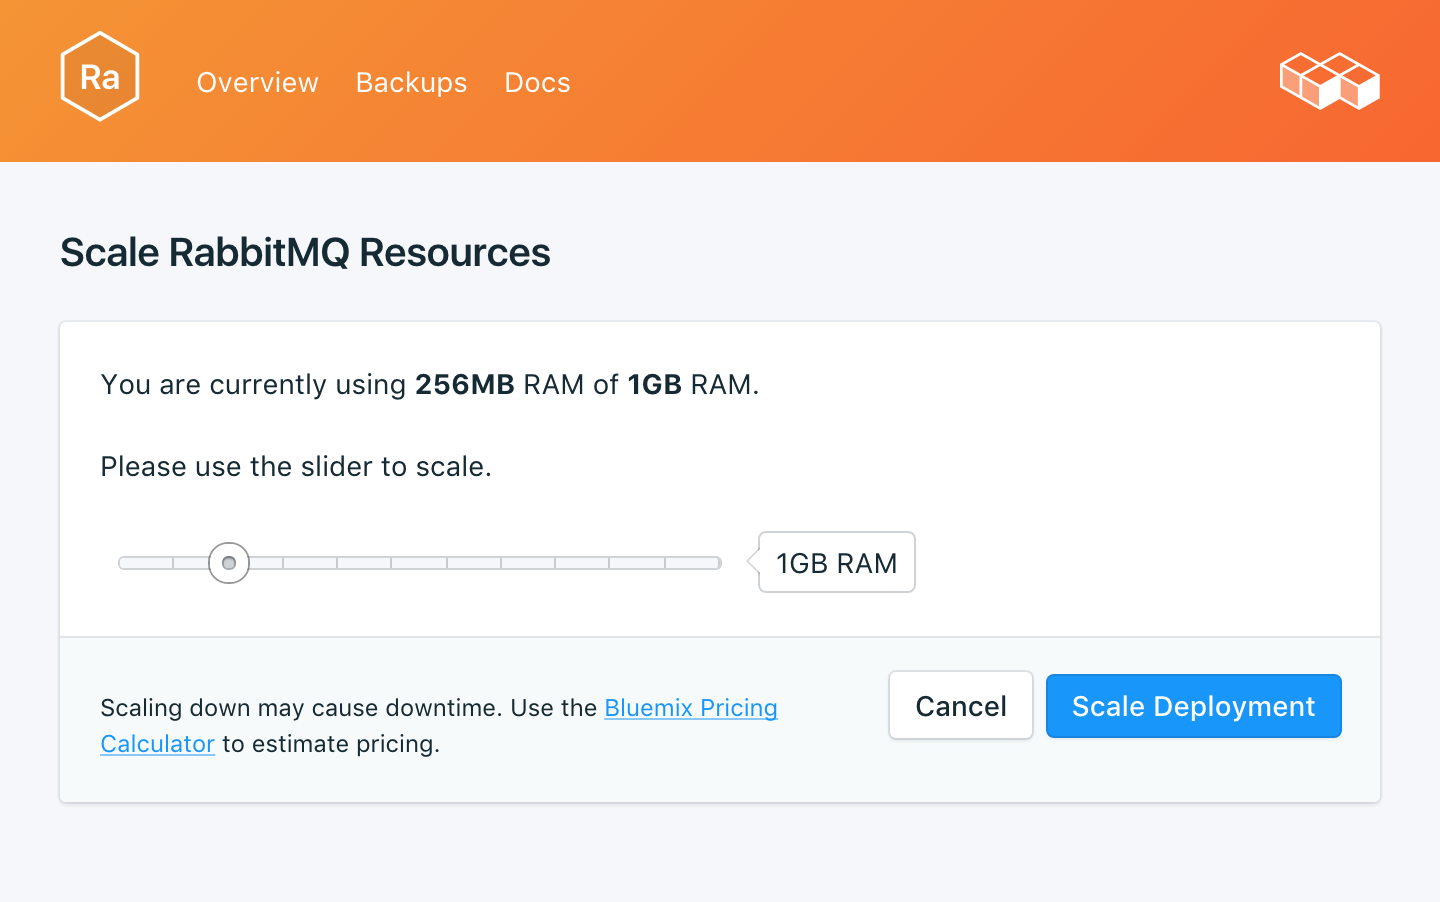 Ra
Overview Backups Docs
Scale RabbitMQ Resources
You are currently using 256MB RAM of 1GB RAM.
Please use the slider to scale.
1GB RAM
Scaling down may cause downtime. Use the Bluemix Pricing
Calculator to estimate pricing.
Cancel
Scale Deployment